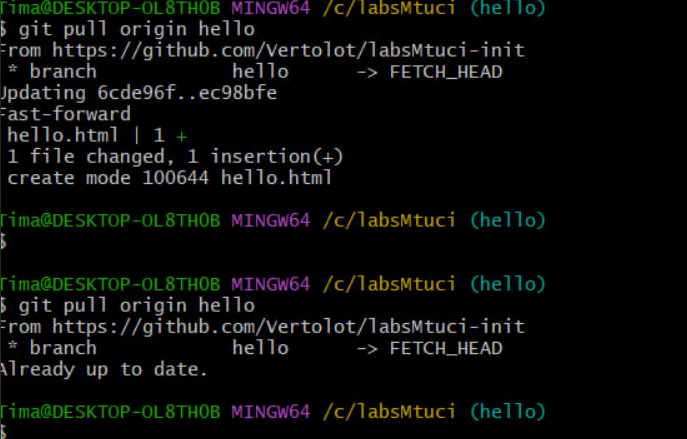 Tima@DESKTOP-OL8TH0B MINGW64 /c/labsMtuci (hello)
$ git pull origin hello
From https://github.com/Vertolot/labsMtuci-init
 * branch            hello      -> FETCH_HEAD
Updating 6cde96f..ec98bfe
Fast-forward
 hello.html | 1 +
 1 file changed, 1 insertion(+)
 create mode 100644 hello.html
Tima@DESKTOP-OL8TH0B MINGW64 /c/labsMtuci (hello)
$
Tima@DESKTOP-OL8TH0B MINGW64 /c/labsMtuci (hello)
$ git pull origin hello
From https://github.com/Vertolot/labsMtuci-init
 * branch            hello      -> FETCH_HEAD
Already up to date.
Tima@DESKTOP-OL8TH0B MINGW64 /c/labsMtuci (hello)
$